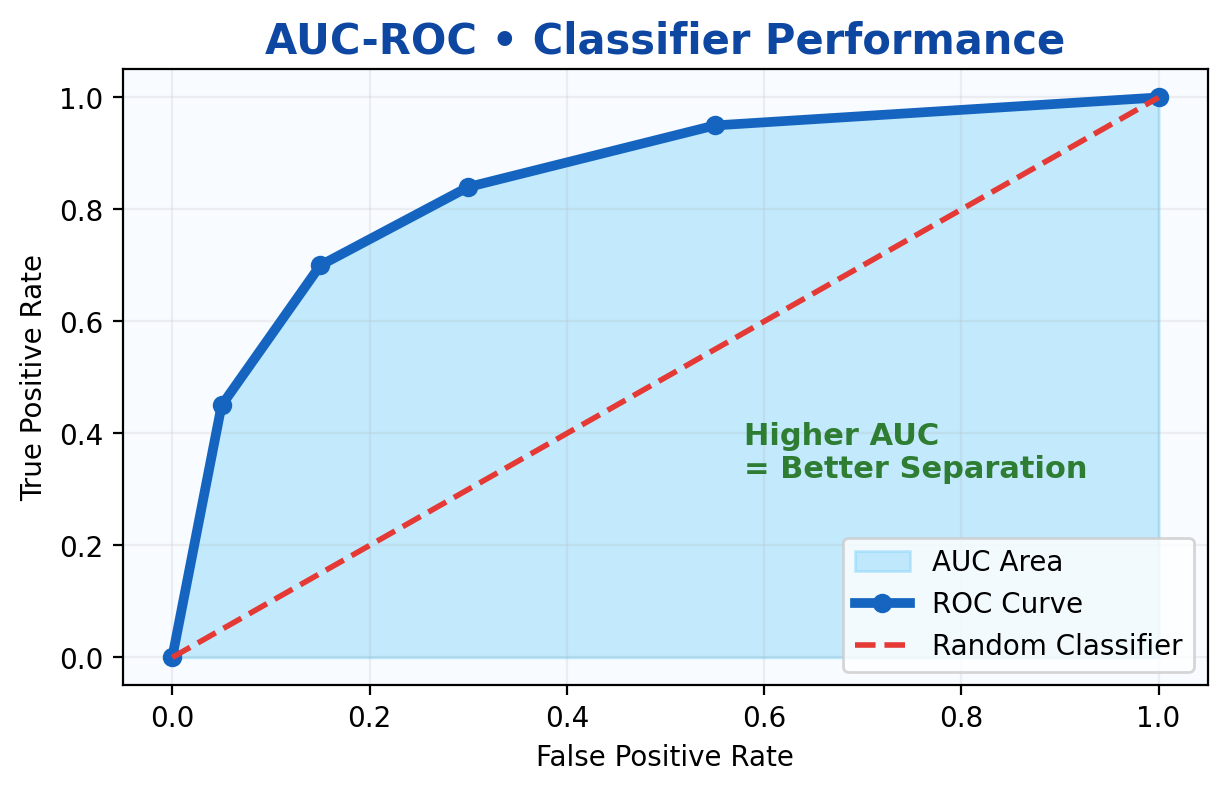 AUC-ROC • Classifier Performance
1.0
0.8
0.6
0.4
0.2
0.0
True Positive Rate
Higher AUC
= Better Separation
AUC Area
ROC Curve
Random Classifier
0.0 0.2 0.4 0.6 0.8 1.0
False Positive Rate